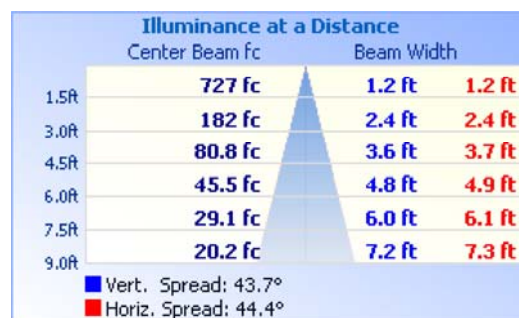 Illuminance at a Distance
Center Beam fc Beam Width
1.5ft 727 fc 1.2 ft 1.2 ft
3.0ft 182 fc 2.4 ft 2.4 ft
4.5ft 80.8 fc 3.6 ft 3.7 ft
6.0ft 45.5 fc 4.8 ft 4.9 ft
7.5ft 29.1 fc 6.0 ft 6.1 ft
9.0ft 20.2 fc 7.2 ft 7.3 ft
Vert. Spread: 43.7°
Horiz. Spread: 44.4°